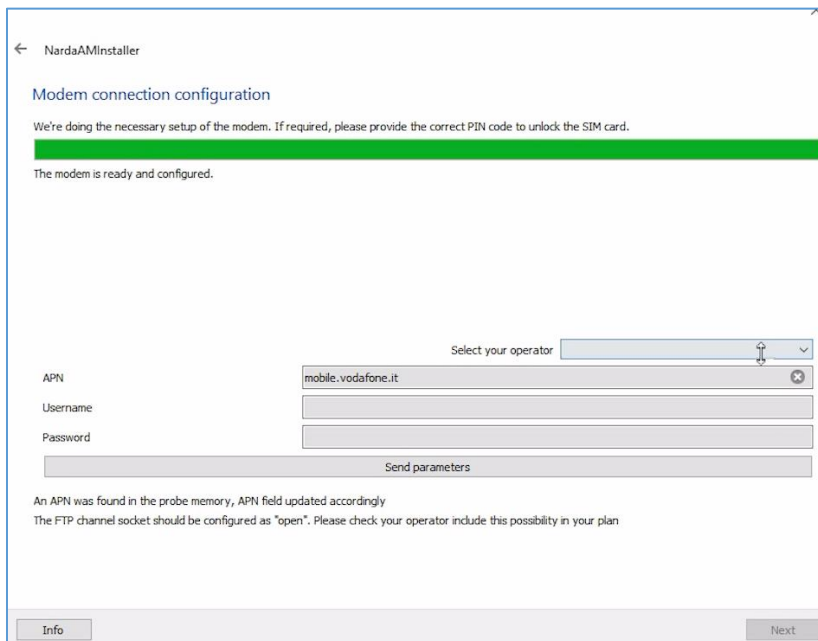 NardaAMInstaller
Modem connection configuration
We're doing the necessary setup of the modem. If required, please provide the correct PIN code to unlock the SIM card.
The modem is ready and configured.
Select your operator
APN mobile.vodafone.it
Username
Password
Send parameters
An APN was found in the probe memory, APN field updated accordingly
The FTP channel socket should be configured as "open". Please check your operator include this possibility in your plan
Info Next